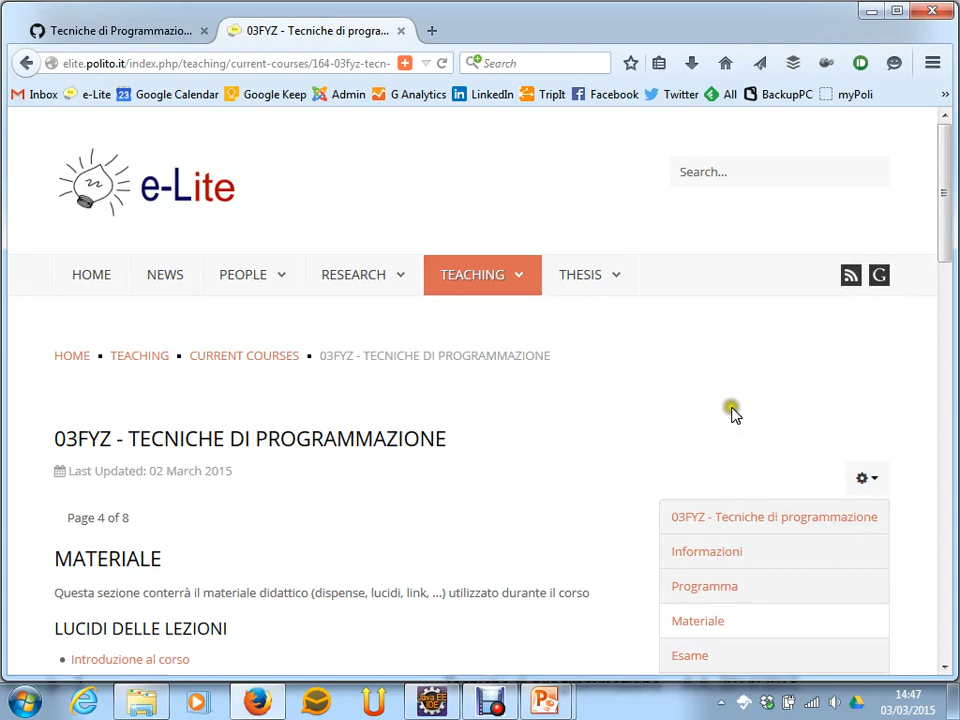 Tecniche di Programmazio...
03FYZ - Tecniche di progra...
elite.polito.it/index.php/teaching/current-courses/164-03fyz-tecn-
Search
Inbox
e-Lite
23
Google Calendar
Google Keep
Admin
G Analytics
LinkedIn
TripIt
Facebook
Twitter
All
BackupPC
myPoli
e-Lite
Search...
HOME
NEWS
PEOPLE
RESEARCH
TEACHING
THESIS
G
HOME ▪ TEACHING ▪ CURRENT COURSES ▪ 03FYZ - TECNICHE DI PROGRAMMAZIONE
03FYZ - TECNICHE DI PROGRAMMAZIONE
Last Updated: 02 March 2015
Page 4 of 8
MATERIALE
Questa sezione conterrà il materiale didattico (dispense, lucidi, link, ...) utilizzato durante il corso
LUCIDI DELLE LEZIONI
Introduzione al corso
03FYZ - Tecniche di programmazione
Informazioni
Programma
Materiale
Esame
Java EE
IDE
14:47
03/03/2015